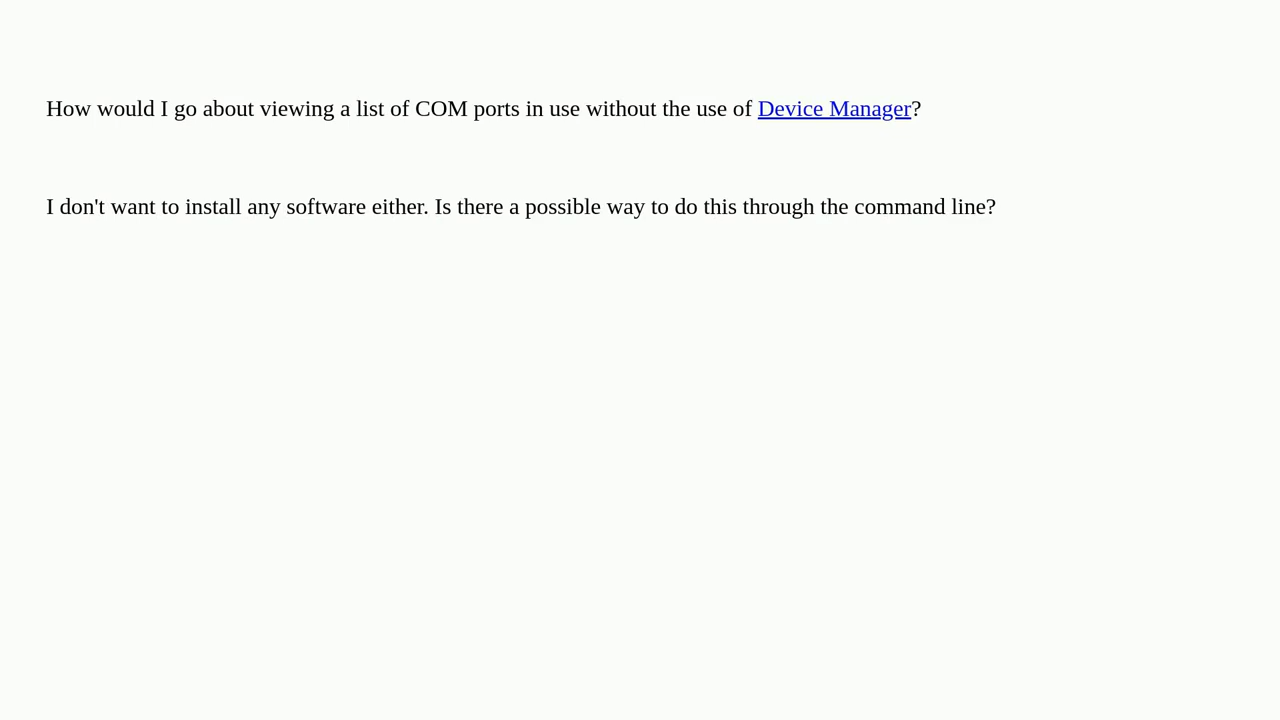 How would I go about viewing a list of COM ports in use without the use of Device Manager?
I don't want to install any software either. Is there a possible way to do this through the command line?